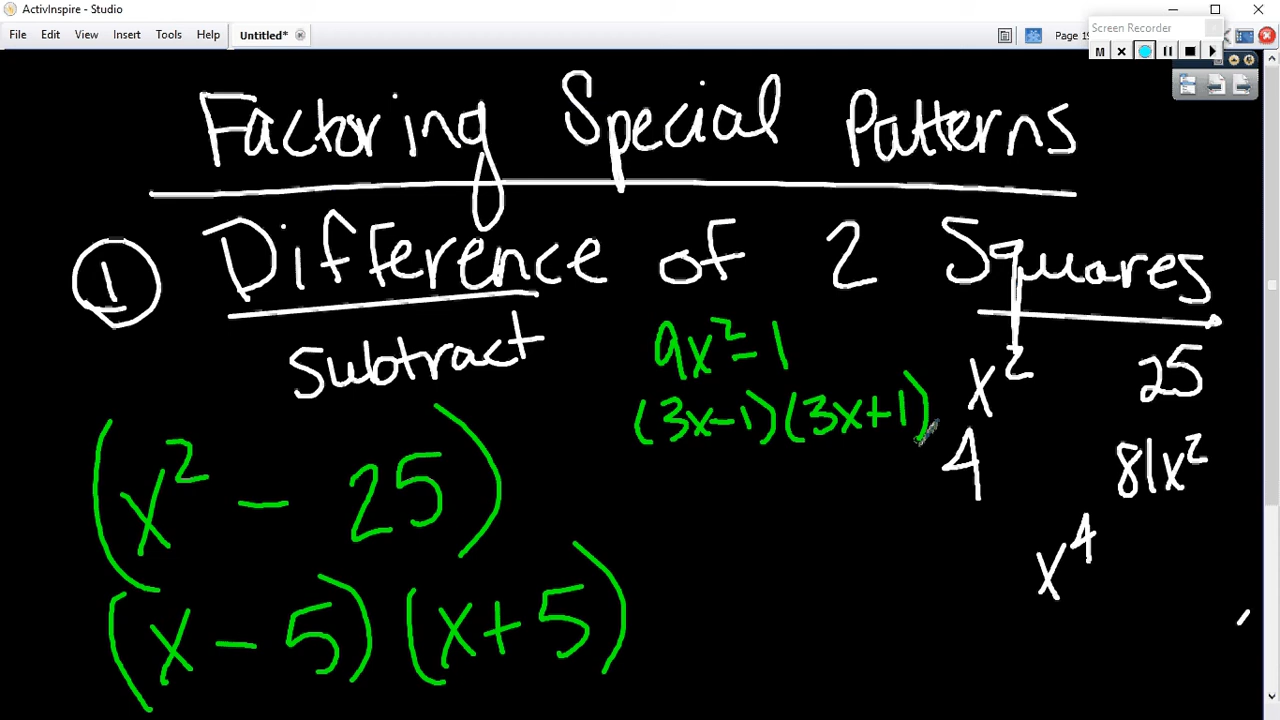 ActivInspire - Studio
File Edit View Insert Tools Help Untitled*
Screen Recorder
Factoring Special Patterns
① Difference of 2 Squares
subtract
9x² - 1
(3x-1)(3x+1)
x² 25
4 81x²
x⁴
(x² - 25)
(x - 5)(x + 5)